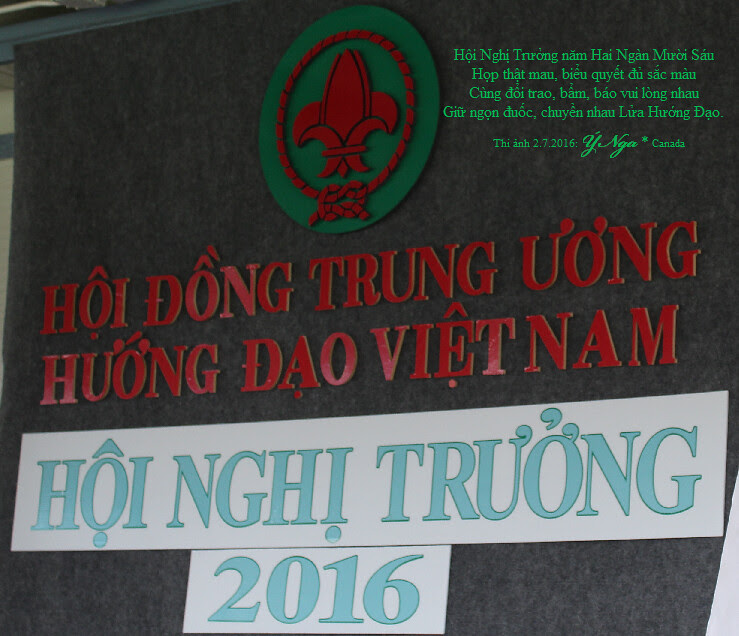 Hội Nghị Trưởng năm Hai Ngàn Mười Sáu
Họp thật mau, biểu quyết đủ sắc màu
Cùng đổi trao, bẩm, báo vui lòng nhau
Giữ ngọn đuốc, chuyền nhau Lửa Hướng Đạo.
Thi ảnh 2.7.2016: Ý Nga * Canada
HỘI ĐỒNG TRUNG ƯƠNG
HƯỚNG ĐẠO VIỆT NAM
HỘI NGHỊ TRƯỞNG
2016